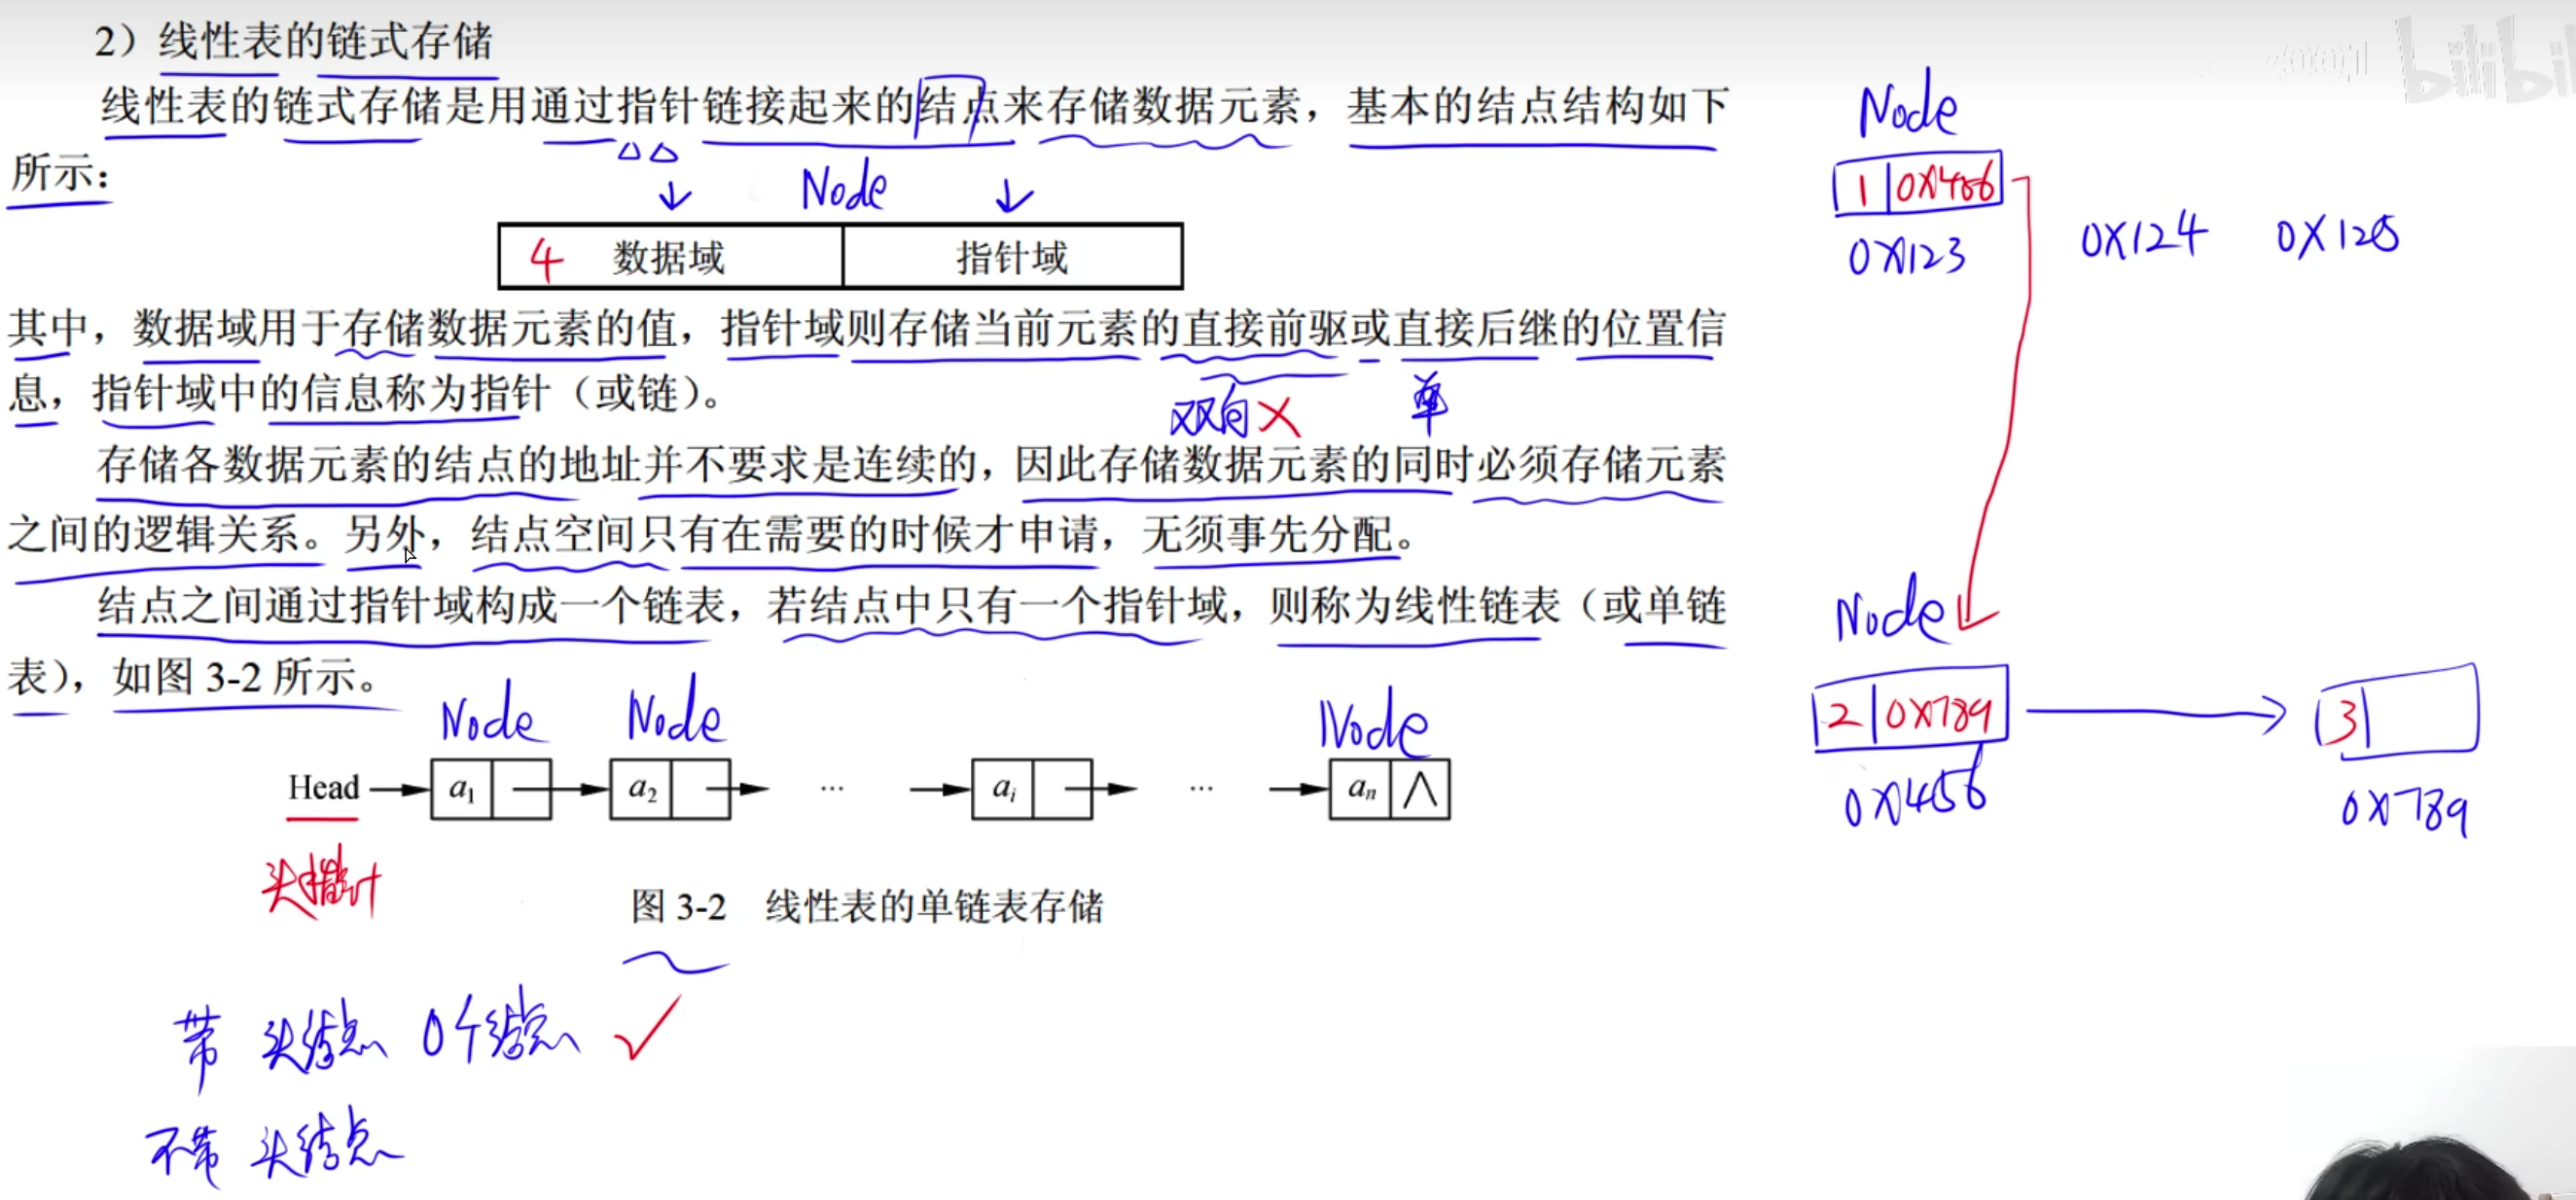 2）线性表的链式存储
bilibili
线性表的链式存储是用通过指针链接起来的结点来存储数据元素，基本的结点结构如下
所示：
Node
4 数据域 指针域
其中，数据域用于存储数据元素的值，指针域则存储当前元素的直接前驱或直接后继的位置信
息，指针域中的信息称为指针（或链）。
双向 × 单
存储各数据元素的结点的地址并不要求是连续的，因此存储数据元素的同时必须存储元素
之间的逻辑关系。另外，结点空间只有在需要的时候才申请，无须事先分配。
结点之间通过指针域构成一个链表，若结点中只有一个指针域，则称为线性链表（或单链
表），如图 3-2 所示。
Node Node Node
Head a1 a2 … ai … an ∧
头指针
图 3-2 线性表的单链表存储
带 头结点 0个结点 ✓
不带 头结点
Node
1 0X456
0X123 0X124 0X125
Node
2 0X789 3
0X456 0X789